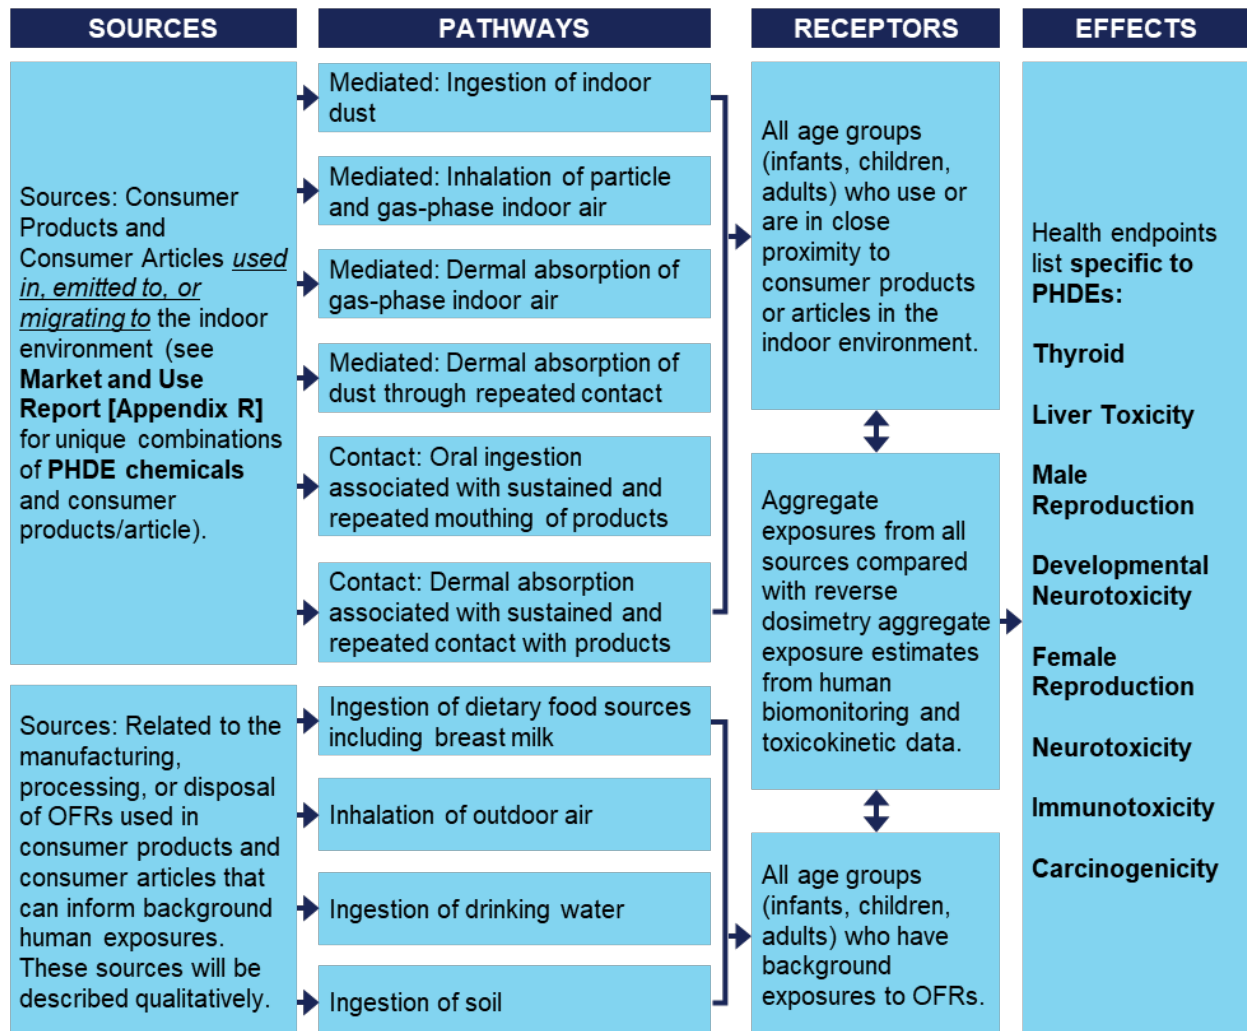 SOURCES
PATHWAYS
RECEPTORS
EFFECTS
Sources: Consumer
Products and
Consumer Articles used
in, emitted to, or
migrating to the indoor
environment (see
Market and Use
Report [Appendix R]
for unique combinations
of PHDE chemicals
and consumer
products/article).
Sources: Related to the
manufacturing,
processing, or disposal
of OFRs used in
consumer products and
consumer articles that
can inform background
human exposures.
These sources will be
described qualitatively.
Mediated: Ingestion of indoor
dust
Mediated: Inhalation of particle
and gas-phase indoor air
Mediated: Dermal absorption of
gas-phase indoor air
Mediated: Dermal absorption of
dust through repeated contact
Contact: Oral ingestion
associated with sustained and
repeated mouthing of products
Contact: Dermal absorption
associated with sustained and
repeated contact with products
Ingestion of dietary food sources
including breast milk
Inhalation of outdoor air
Ingestion of drinking water
Ingestion of soil
All age groups
(infants, children,
adults) who use or
are in close
proximity to
consumer products
or articles in the
indoor environment.
Aggregate
exposures from all
sources compared
with reverse
dosimetry aggregate
exposure estimates
from human
biomonitoring and
toxicokinetic data.
All age groups
(infants, children,
adults) who have
background
exposures to OFRs.
Health endpoints
list specific to
PHDEs:
Thyroid
Liver Toxicity
Male
Reproduction
Developmental
Neurotoxicity
Female
Reproduction
Neurotoxicity
Immunotoxicity
Carcinogenicity